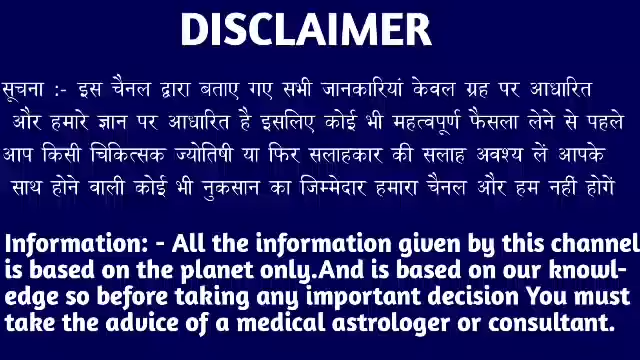 DISCLAIMER
सूचना :- इस चैनल द्वारा बताए गए सभी जानकारियां केवल ग्रह पर आधारित
और हमारे ज्ञान पर आधारित है इसलिए कोई भी महत्वपूर्ण फैसला लेने से पहले
आप किसी चिकित्सक ज्योतिषी या फिर सलाहकार की सलाह अवश्य लें आपके
साथ होने वाली कोई भी नुकसान का जिम्मेदार हमारा चैनल और हम नहीं होगें
Information: - All the information given by this channel
is based on the planet only.And is based on our knowl-
edge so before taking any important decision You must
take the advice of a medical astrologer or consultant.